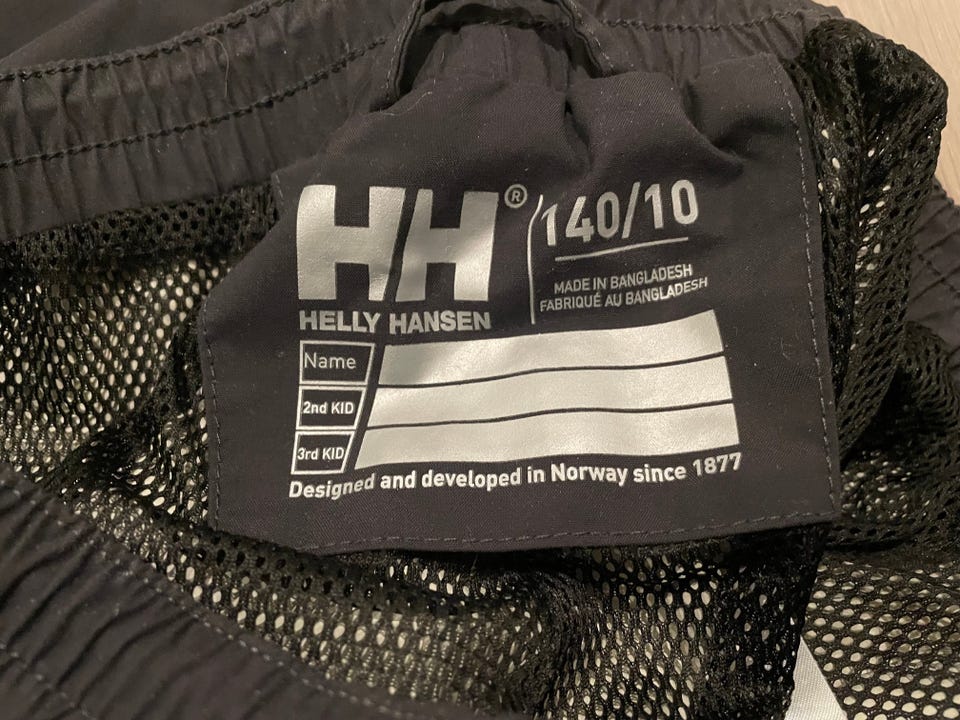 HH® 140/10
MADE IN BANGLADESH
FABRIQUÉ AU BANGLADESH
HELLY HANSEN
Name
2nd KID
3rd KID
Designed and developed in Norway since 1877